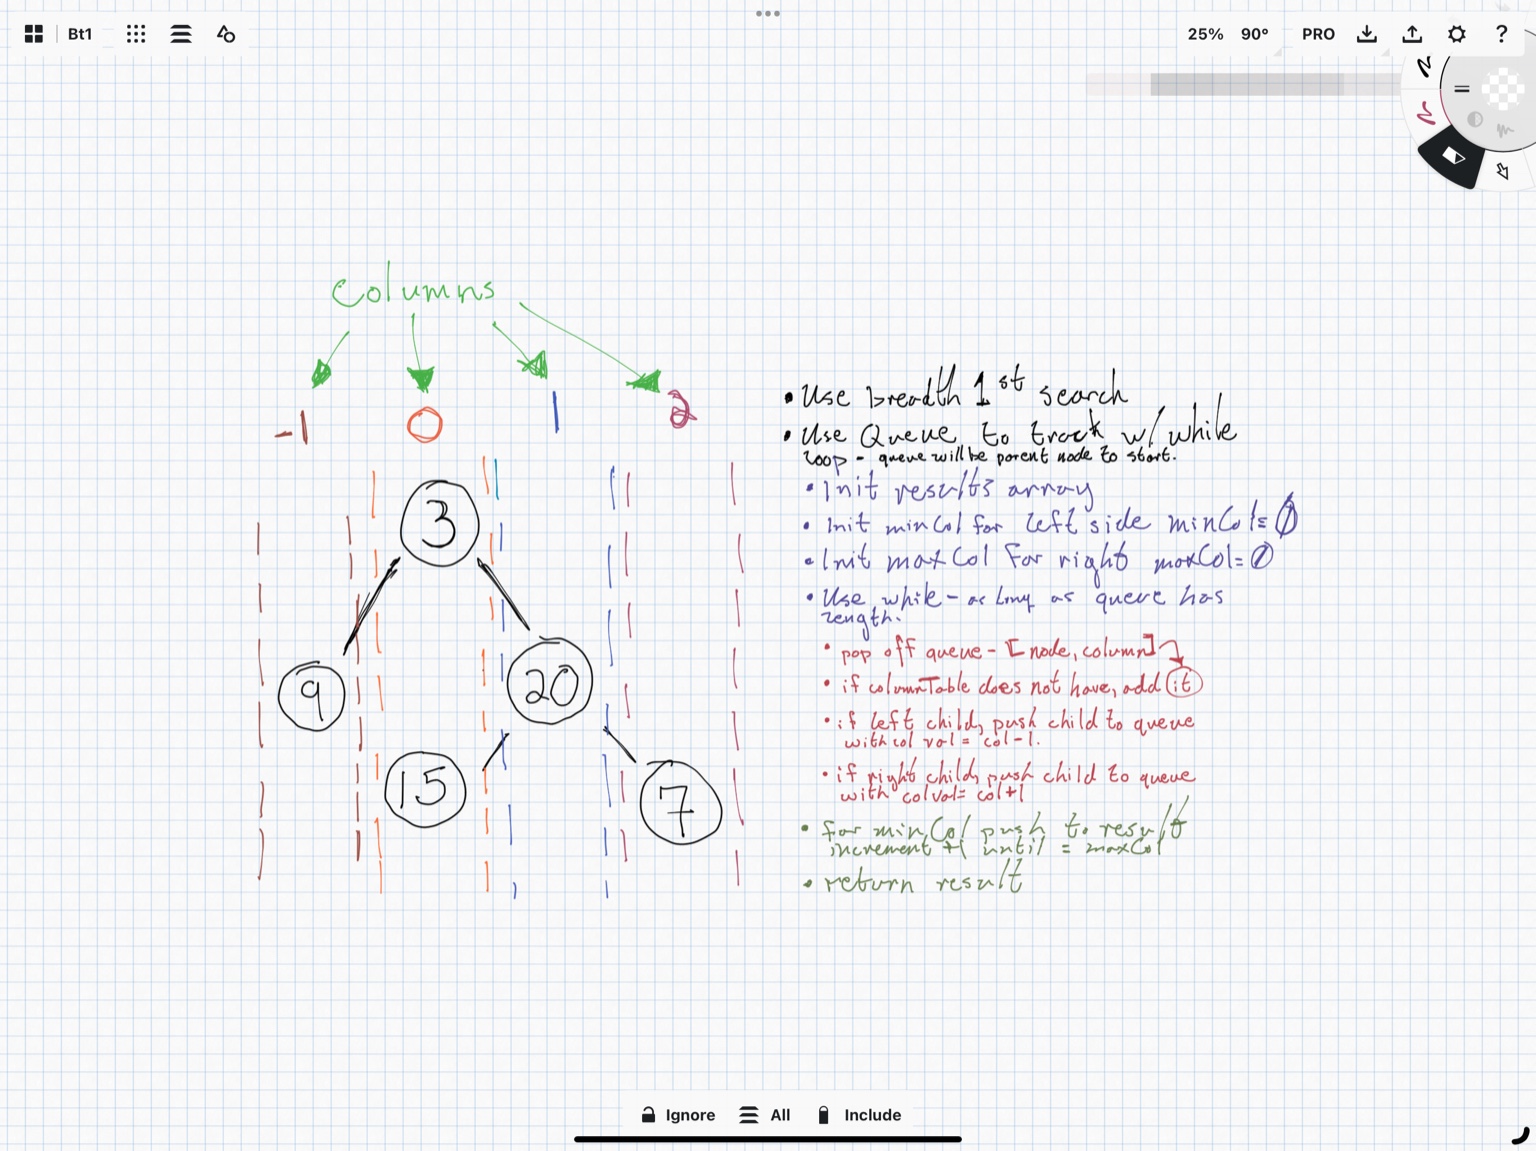 Bt1
25% 90° PRO ?
columns
-1 0 1 2
3
9 20
15 7
• Use breadth 1st search
• Use Queue to track w/ while
loop - queue will be parent node to start.
• Init results array
• Init minCol for left side minCol=0
• Init maxCol for right maxCol=0
• Use while - as long as queue has
length.
• pop off queue - [node, column]
• if columnTable does not have, add it
• if left child, push child to queue
with col val = col-1.
• if right child, push child to queue
with colval= col+1
• for minCol push to result
increment +1 until = maxCol
• return result
Ignore All Include